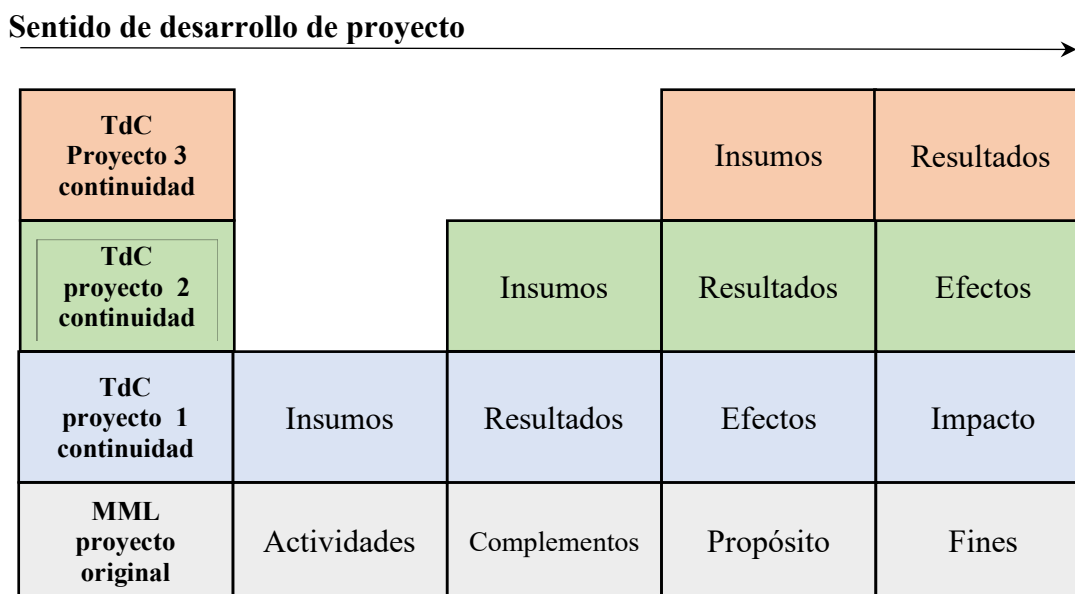 Sentido de desarrollo de proyecto
TdC
Proyecto 3
continuidad
Insumos
Resultados
TdC
proyecto 2
continuidad
Insumos
Resultados
Efectos
TdC
proyecto 1
continuidad
Insumos
Resultados
Efectos
Impacto
MML
proyecto
original
Actividades
Complementos
Propósito
Fines